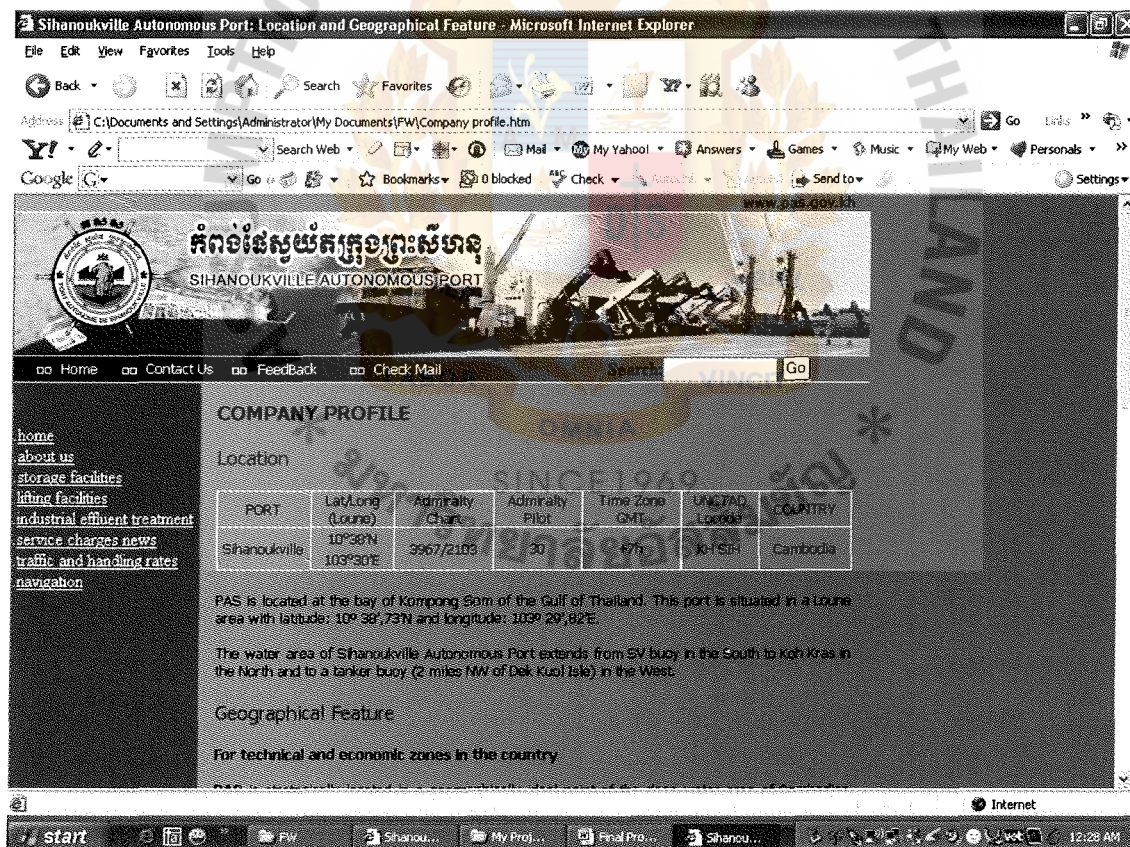 Sihanoukville Autonomous Port: Location and Geographical Feature - Microsoft Internet Explorer
File Edit View Favorites Tools Help
Back Search Favorites
Address C:\Documents and Settings\Administrator\My Documents\FW\Company profile.htm Go Links »
Y! Search Web Mail My Yahoo! Answers Games Music My Web Personals »
Google G Go Bookmarks 0 blocked Check Send to Settings
www.pas.gov.kh
កំពង់ផែស្វយ័តក្រុងព្រះសីហនុ
SIHANOUKVILLE AUTONOMOUS PORT
Home Contact Us FeedBack Check Mail Search: Go
COMPANY PROFILE
home
about us
storage facilities
lifting facilities
industrial effluent treatment
service charges news
traffic and handling rates
navigation
Location
PORT Lat/Long (Loune) Admiralty Chart Admiralty Pilot Time Zone GMT UNCTAD Locode COUNTRY
Sihanoukville 10°38'N 103°30'E 3967/2103 30 +7h KH SIH Cambodia
PAS is located at the bay of Kompong Som of the Gulf of Thailand. This port is situated in a Loune
area with latitude: 10º 38',73'N and longitude: 103º 29',82'E.
The water area of Sihanoukville Autonomous Port extends from SV buoy in the South to Koh Kras in
the North and to a tanker buoy (2 miles NW of Dek Kuol Isle) in the West.
Geographical Feature
For technical and economic zones in the country
Internet
start FW Sihanou... My Proj... Final Pro... Sihanou... 12:28 AM
THAILAND
OMNIA
SINCE 1969